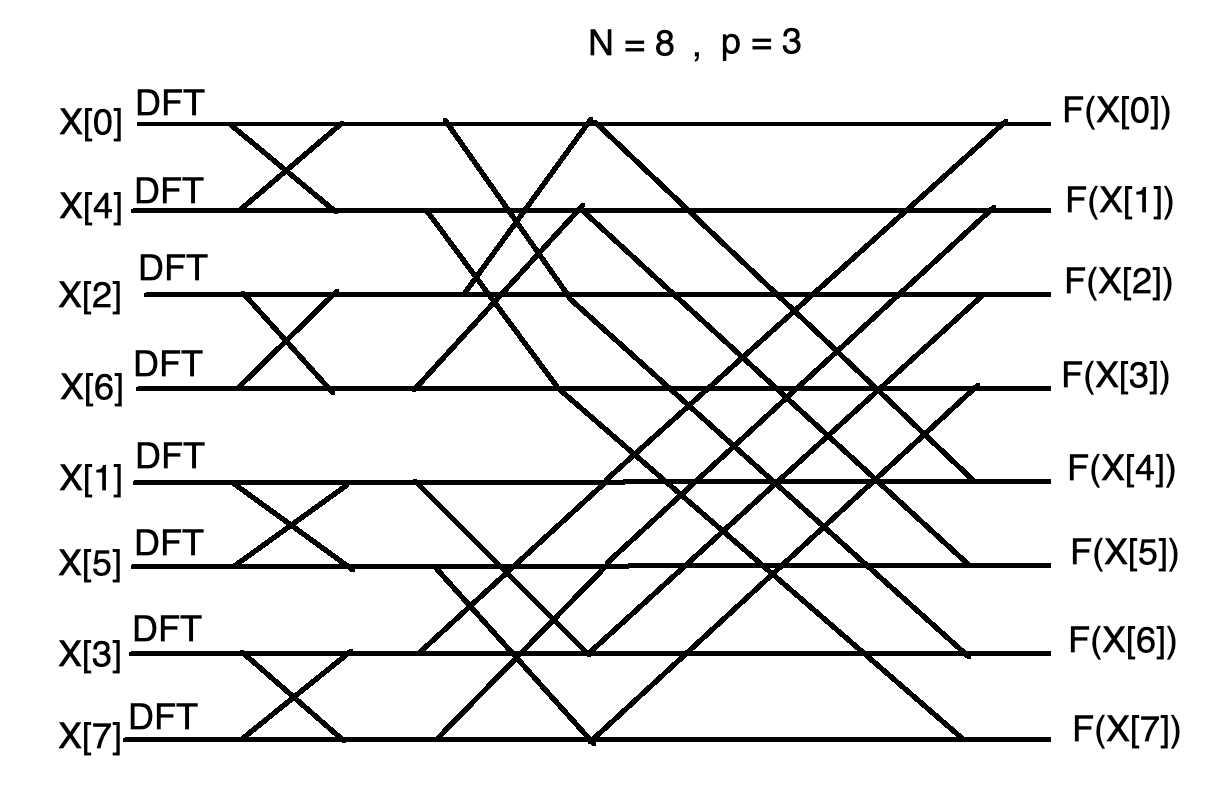 N = 8 , p = 3
X[0] DFT F(X[0])
X[4] DFT F(X[1])
X[2] DFT F(X[2])
X[6] DFT F(X[3])
X[1] DFT F(X[4])
X[5] DFT F(X[5])
X[3] DFT F(X[6])
X[7] DFT F(X[7])